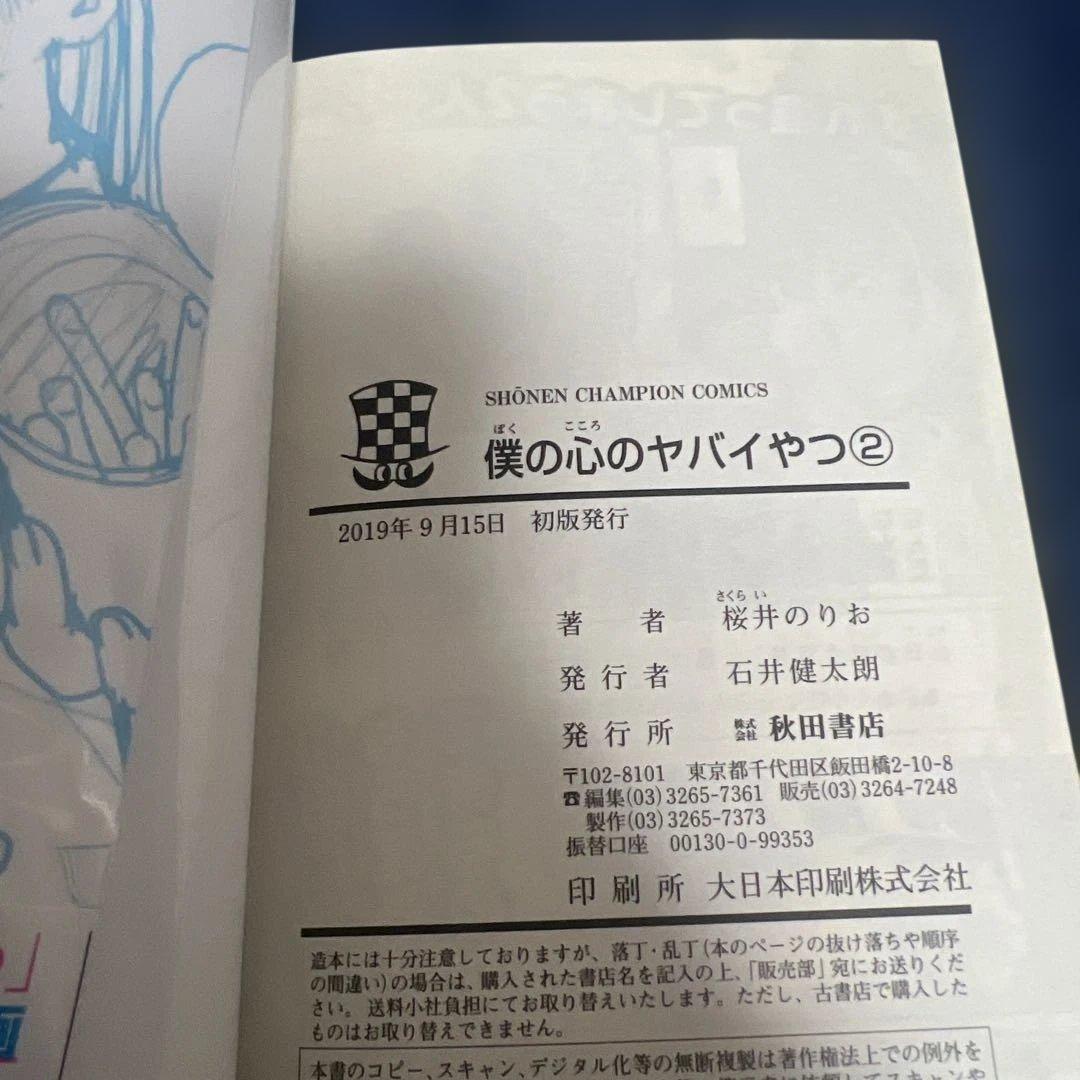 SHŌNEN CHAMPION COMICS
ぼく こころ
僕の心のヤバイやつ②
2019年9月15日 初版発行
さくら い
著者 桜井のりお
発行者 石井健太朗
発行所 株式会社 秋田書店
〒102-8101 東京都千代田区飯田橋2-10-8
☎編集(03)3265-7361 販売(03)3264-7248
製作(03)3265-7373
振替口座 00130-0-99353
印刷所 大日本印刷株式会社
造本には十分注意しておりますが、落丁・乱丁(本のページの抜け落ちや順序
の間違い)の場合は、購入された書店名を記入の上、「販売部」宛にお送りくだ
さい。送料小社負担にてお取り替えいたします。ただし、古書店で購入した
ものはお取り替えできません。
本書のコピー、スキャン、デジタル化等の無断複製は著作権法上での例外を